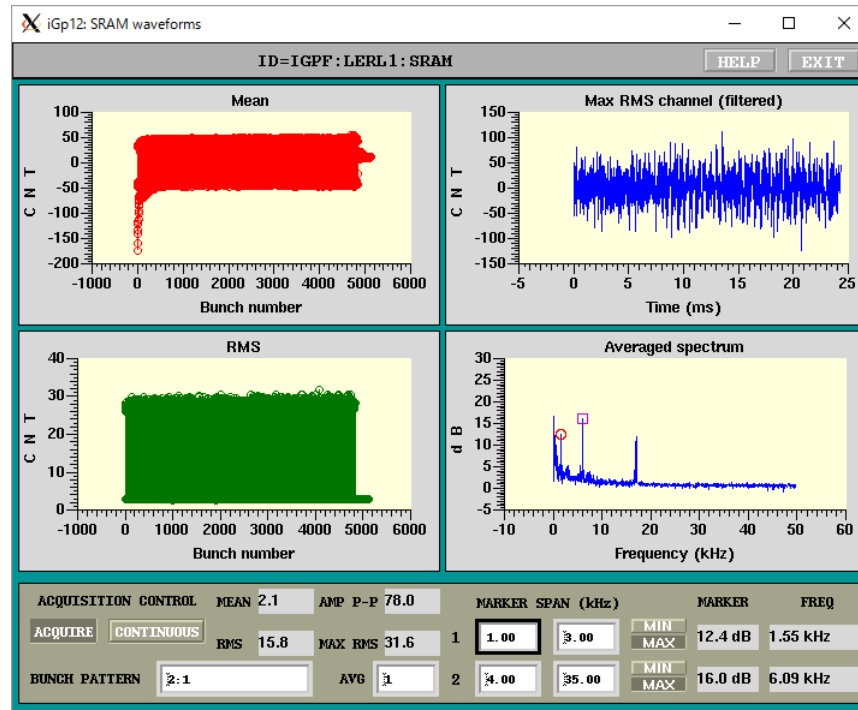 iGp12: SRAM waveforms
ID=IGPF:LERL1:SRAM
HELP
EXIT
Mean
100
50
0
-50
-100
-150
-200
C N T
-1000 0 1000 2000 3000 4000 5000 6000
Bunch number
Max RMS channel (filtered)
150
100
50
0
-50
-100
-150
C N T
-5 0 5 10 15 20 25
Time (ms)
RMS
40
30
20
10
0
C N T
-1000 0 1000 2000 3000 4000 5000 6000
Bunch number
Averaged spectrum
30
25
20
15
10
5
0
-5
d B
-10 0 10 20 30 40 50 60
Frequency (kHz)
ACQUISITION CONTROL
ACQUIRE CONTINUOUS
MEAN 2.1 AMP P-P 78.0
RMS 15.8 MAX RMS 31.6
BUNCH PATTERN 2:1 AVG 1
MARKER SPAN (kHz) MARKER FREQ
1 1.00 3.00 MIN MAX 12.4 dB 1.55 kHz
2 4.00 35.00 MIN MAX 16.0 dB 6.09 kHz